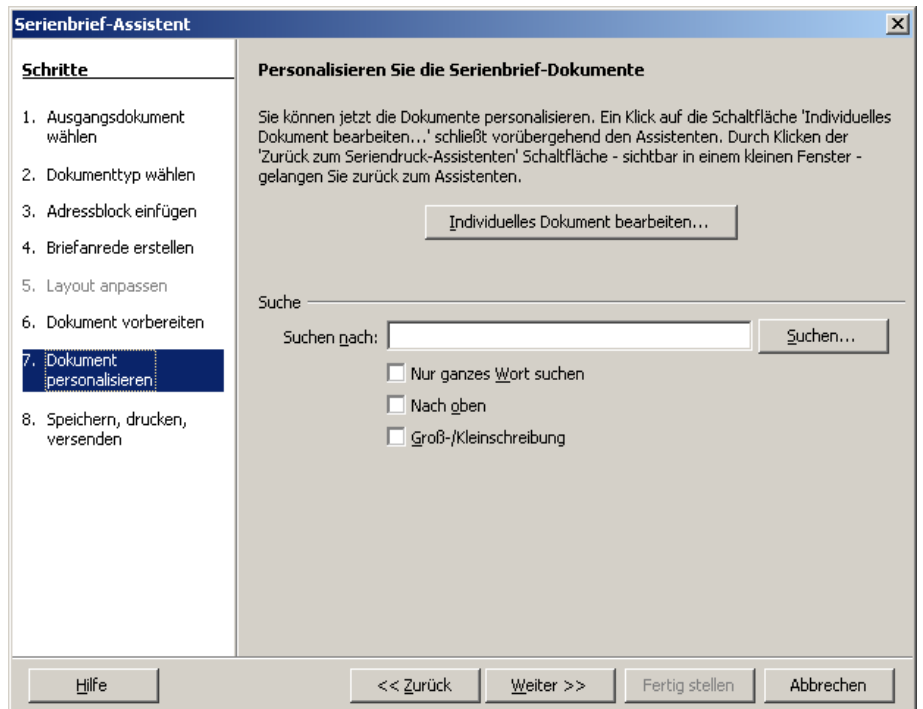 Serienbrief-Assistent
Schritte
1. Ausgangsdokument
wählen
2. Dokumenttyp wählen
3. Adressblock einfügen
4. Briefanrede erstellen
5. Layout anpassen
6. Dokument vorbereiten
7. Dokument
personalisieren
8. Speichern, drucken,
versenden
Personalisieren Sie die Serienbrief-Dokumente
Sie können jetzt die Dokumente personalisieren. Ein Klick auf die Schaltfläche 'Individuelles
Dokument bearbeiten...' schließt vorübergehend den Assistenten. Durch Klicken der
'Zurück zum Seriendruck-Assistenten' Schaltfläche - sichtbar in einem kleinen Fenster -
gelangen Sie zurück zum Assistenten.
Individuelles Dokument bearbeiten...
Suche
Suchen nach:
Suchen...
Nur ganzes Wort suchen
Nach oben
Groß-/Kleinschreibung
Hilfe
<< Zurück
Weiter >>
Fertig stellen
Abbrechen